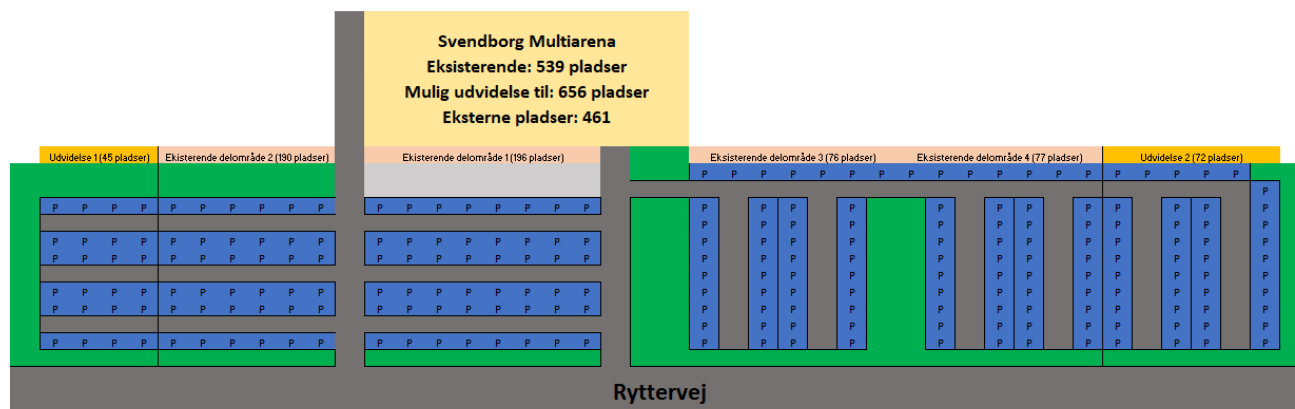 Svendborg Multiarena
Eksisterende: 539 pladser
Mulig udvidelse til: 656 pladser
Eksterne pladser: 461
Udvidelse 1 (45 pladser) Ekisterende delområde 2 (190 pladser) Ekisterende delområde 1 (196 pladser) Eksisterende delområde 3 (76 pladser) Eksisterende delområde 4 (77 pladser) Udvidelse 2 (72 pladser)
P P P P P P P P P P P P P P P P P P P
P
P P P P P P P P P P P P P P P P P P P P P P P P P P P P P P
P P P P P P P P P P P P
P P P P P P P P P P P P P P P P P P P P P P P P P P P P P P
P P P P P P P P P P P P P P P P P P P P P P P P P P P P P P
P P P P P P P P P P P P
P P P P P P P P P P P P P P P P P P P P P P P P P P P P P P
P P P P P P P P P P P P P P P P P P P P P P P P P P P P P P
P P P P P P P P P P P P
P P P P P P P P P P P P P P P P P P P P P P P P P P P P P P
Ryttervej